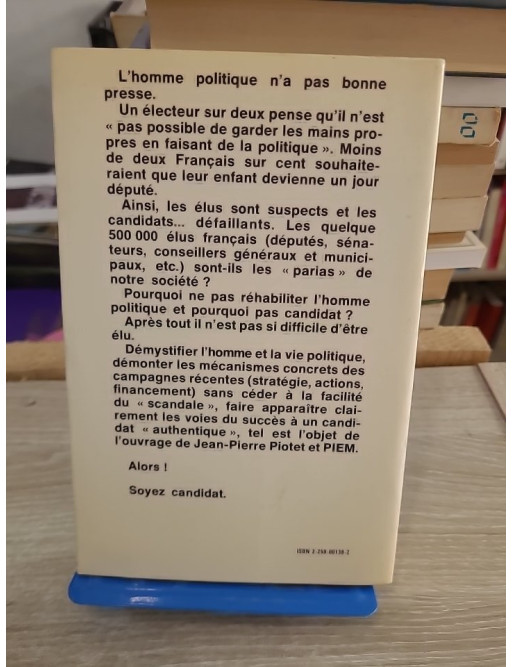 L'homme politique n'a pas bonne
presse.
Un électeur sur deux pense qu'il n'est
« pas possible de garder les mains pro-
pres en faisant de la politique ». Moins
de deux Français sur cent souhaite-
raient que leur enfant devienne un jour
député.
Ainsi, les élus sont suspects et les
candidats... défaillants. Les quelque
500 000 élus français (députés, séna-
teurs, conseillers généraux et munici-
paux, etc.) sont-ils les « parias » de
notre société ?
Pourquoi ne pas réhabiliter l'homme
politique et pourquoi pas candidat ?
Après tout il n'est pas si difficile d'être
élu.
Démystifier l'homme et la vie politique,
démonter les mécanismes concrets des
campagnes récentes (stratégie, actions,
financement) sans céder à la facilité
du « scandale », faire apparaître clai-
rement les voies du succès à un candi-
dat « authentique », tel est l'objet de
l'ouvrage de Jean-Pierre Piotet et PIEM.
Alors !
Soyez candidat.
ISBN